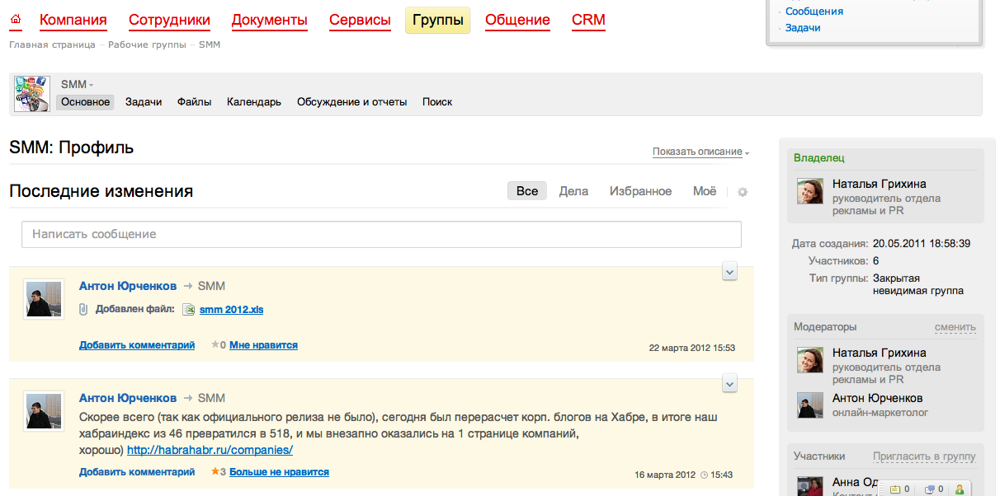 Компания Сотрудники Документы Сервисы Группы Общение CRM
Сообщения
Задачи
Главная страница – Рабочие группы – SMM
SMM
Основное Задачи Файлы Календарь Обсуждение и отчеты Поиск
SMM: Профиль
Показать описание
Последние изменения
Все Дела Избранное Моё
Написать сообщение
Антон Юрченков → SMM
Добавлен файл: smm 2012.xls
Добавить комментарий ★0 Мне нравится
22 марта 2012 15:53
Антон Юрченков → SMM
Скорее всего (так как официального релиза не было), сегодня был перерасчет корп. блогов на Хабре, в итоге наш
хабраиндекс из 46 превратился в 518, и мы внезапно оказались на 1 странице компаний,
хорошо) http://habrahabr.ru/companies/
Добавить комментарий ★3 Больше не нравится
16 марта 2012 15:43
Владелец
Наталья Грихина
руководитель отдела
рекламы и PR
Дата создания: 20.05.2011 18:58:39
Участников: 6
Тип группы: Закрытая
невидимая группа
Модераторы сменить
Наталья Грихина
руководитель отдела
рекламы и PR
Антон Юрченков
онлайн-маркетолог
Участники Пригласить в группу
Анна
0 0